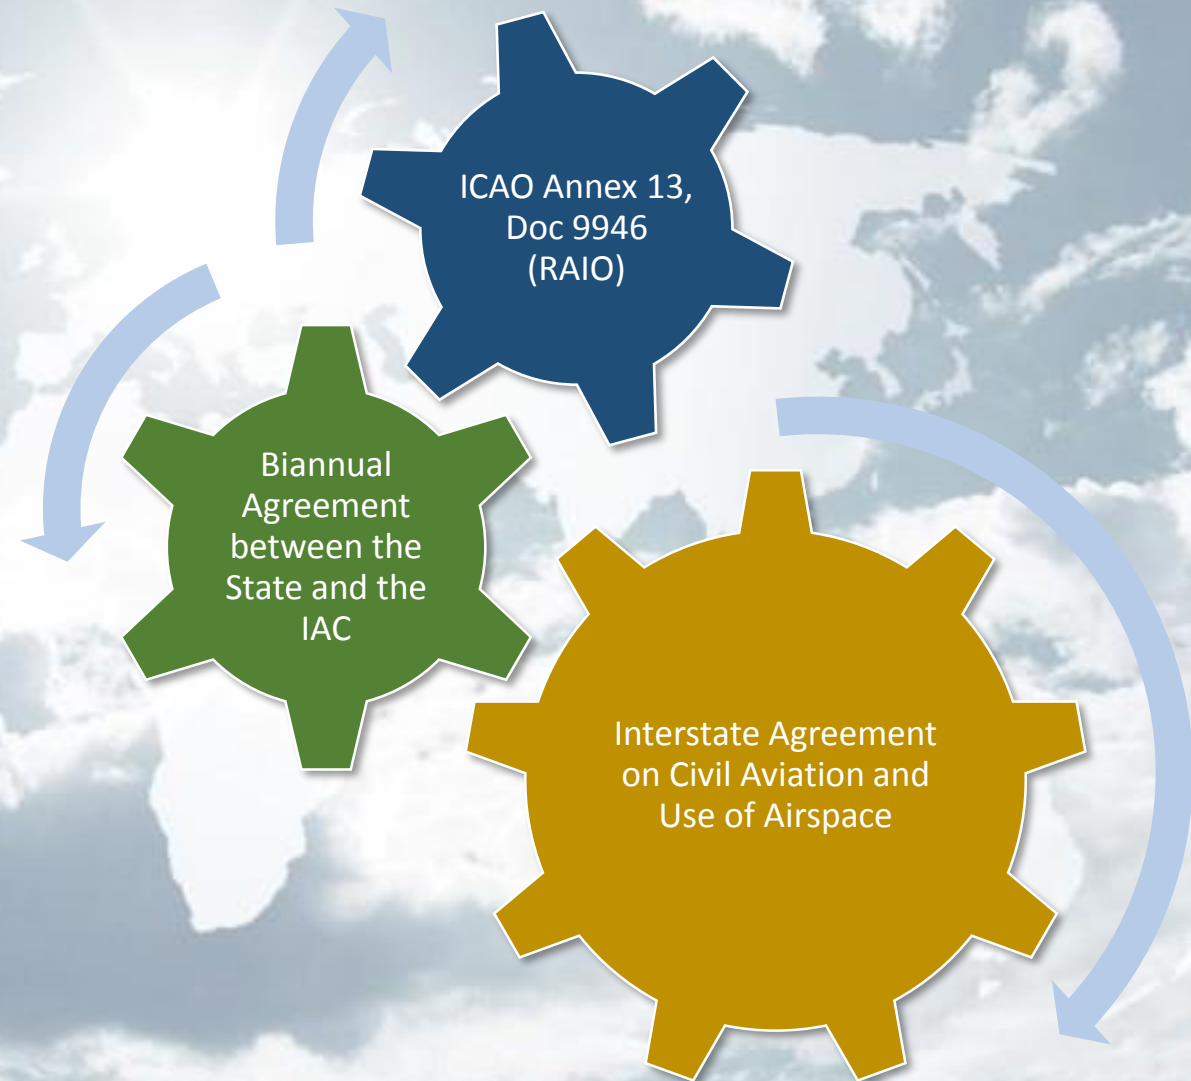 ICAO Annex 13,
Doc 9946
(RAIO)
Biannual
Agreement
between the
State and the
IAC
Interstate Agreement
on Civil Aviation and
Use of Airspace